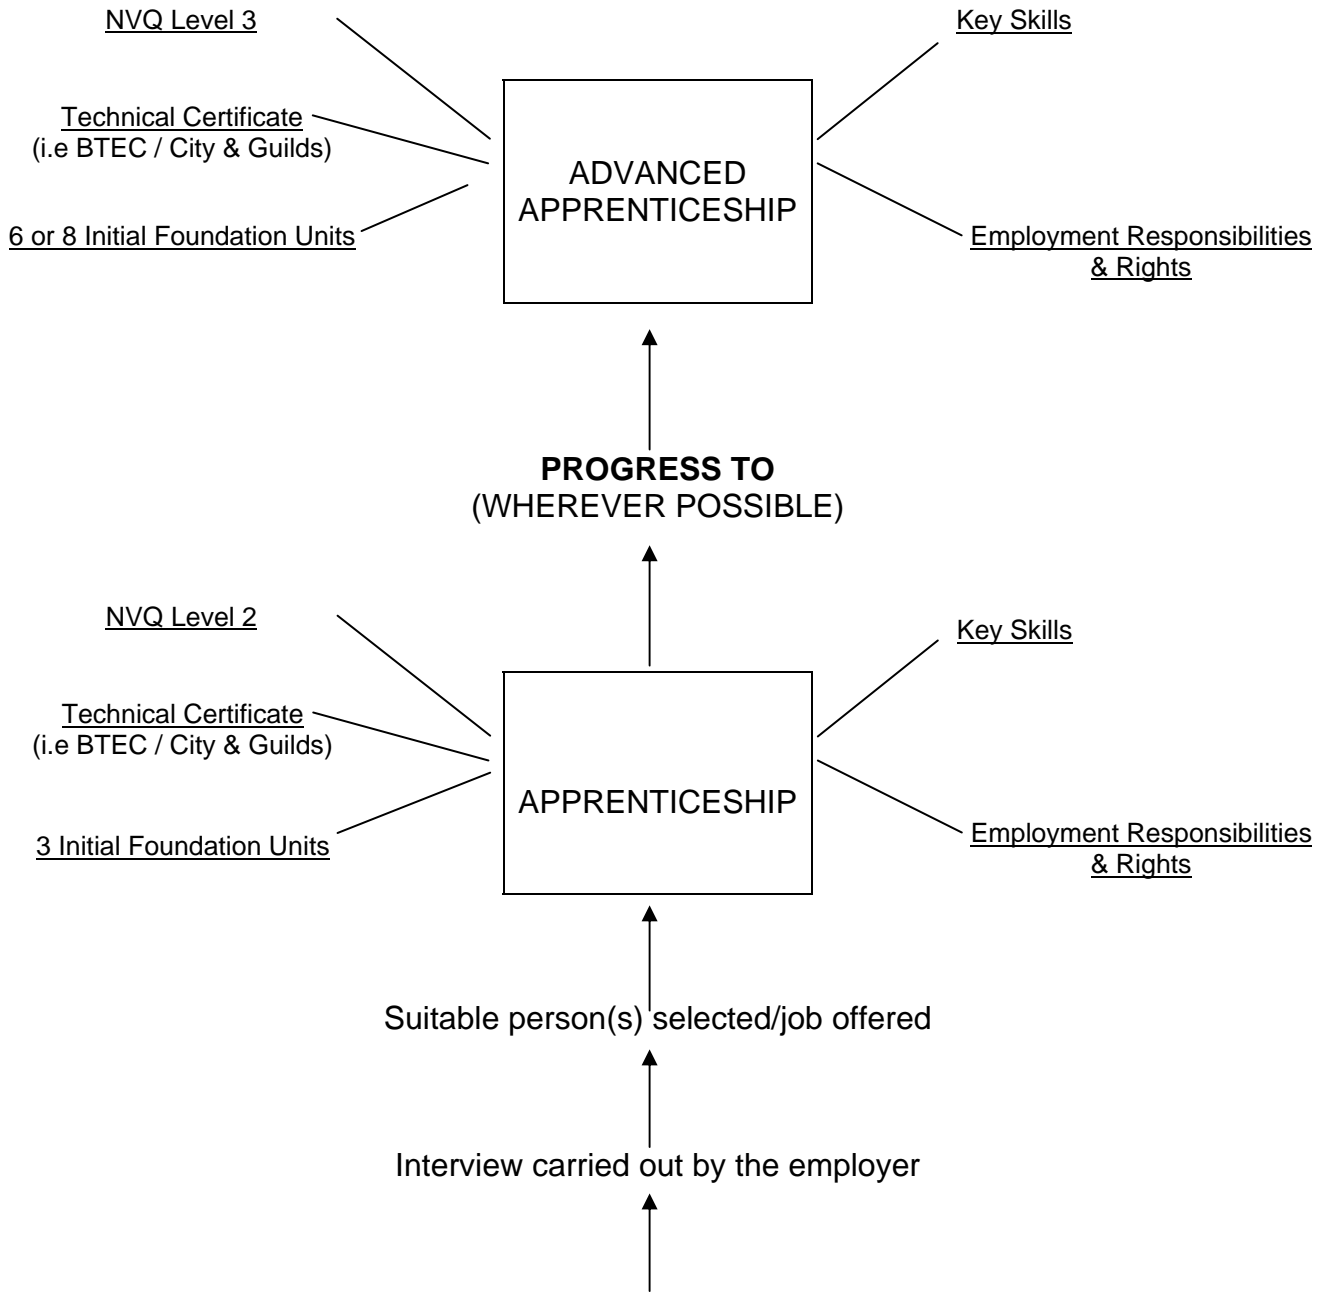 NVQ Level 3
Key Skills
Technical Certificate
(i.e BTEC / City & Guilds)
ADVANCED
APPRENTICESHIP
6 or 8 Initial Foundation Units
Employment Responsibilities
& Rights
PROGRESS TO
(WHEREVER POSSIBLE)
NVQ Level 2
Key Skills
Technical Certificate
(i.e BTEC / City & Guilds)
APPRENTICESHIP
3 Initial Foundation Units
Employment Responsibilities
& Rights
Suitable person(s) selected/job offered
Interview carried out by the employer